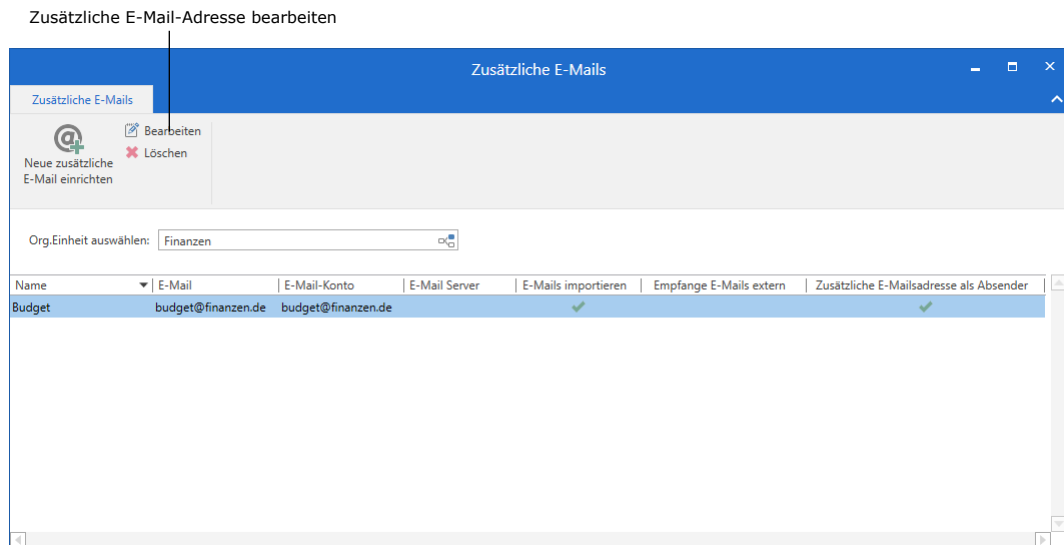 Zusätzliche E-Mail-Adresse bearbeiten
Zusätzliche E-Mails
Zusätzliche E-Mails
Neue zusätzliche
E-Mail einrichten
Bearbeiten
Löschen
Org.Einheit auswählen: Finanzen
Name E-Mail E-Mail-Konto E-Mail Server E-Mails importieren Empfange E-Mails extern Zusätzliche E-Mailsadresse als Absender
Budget budget@finanzen.de budget@finanzen.de